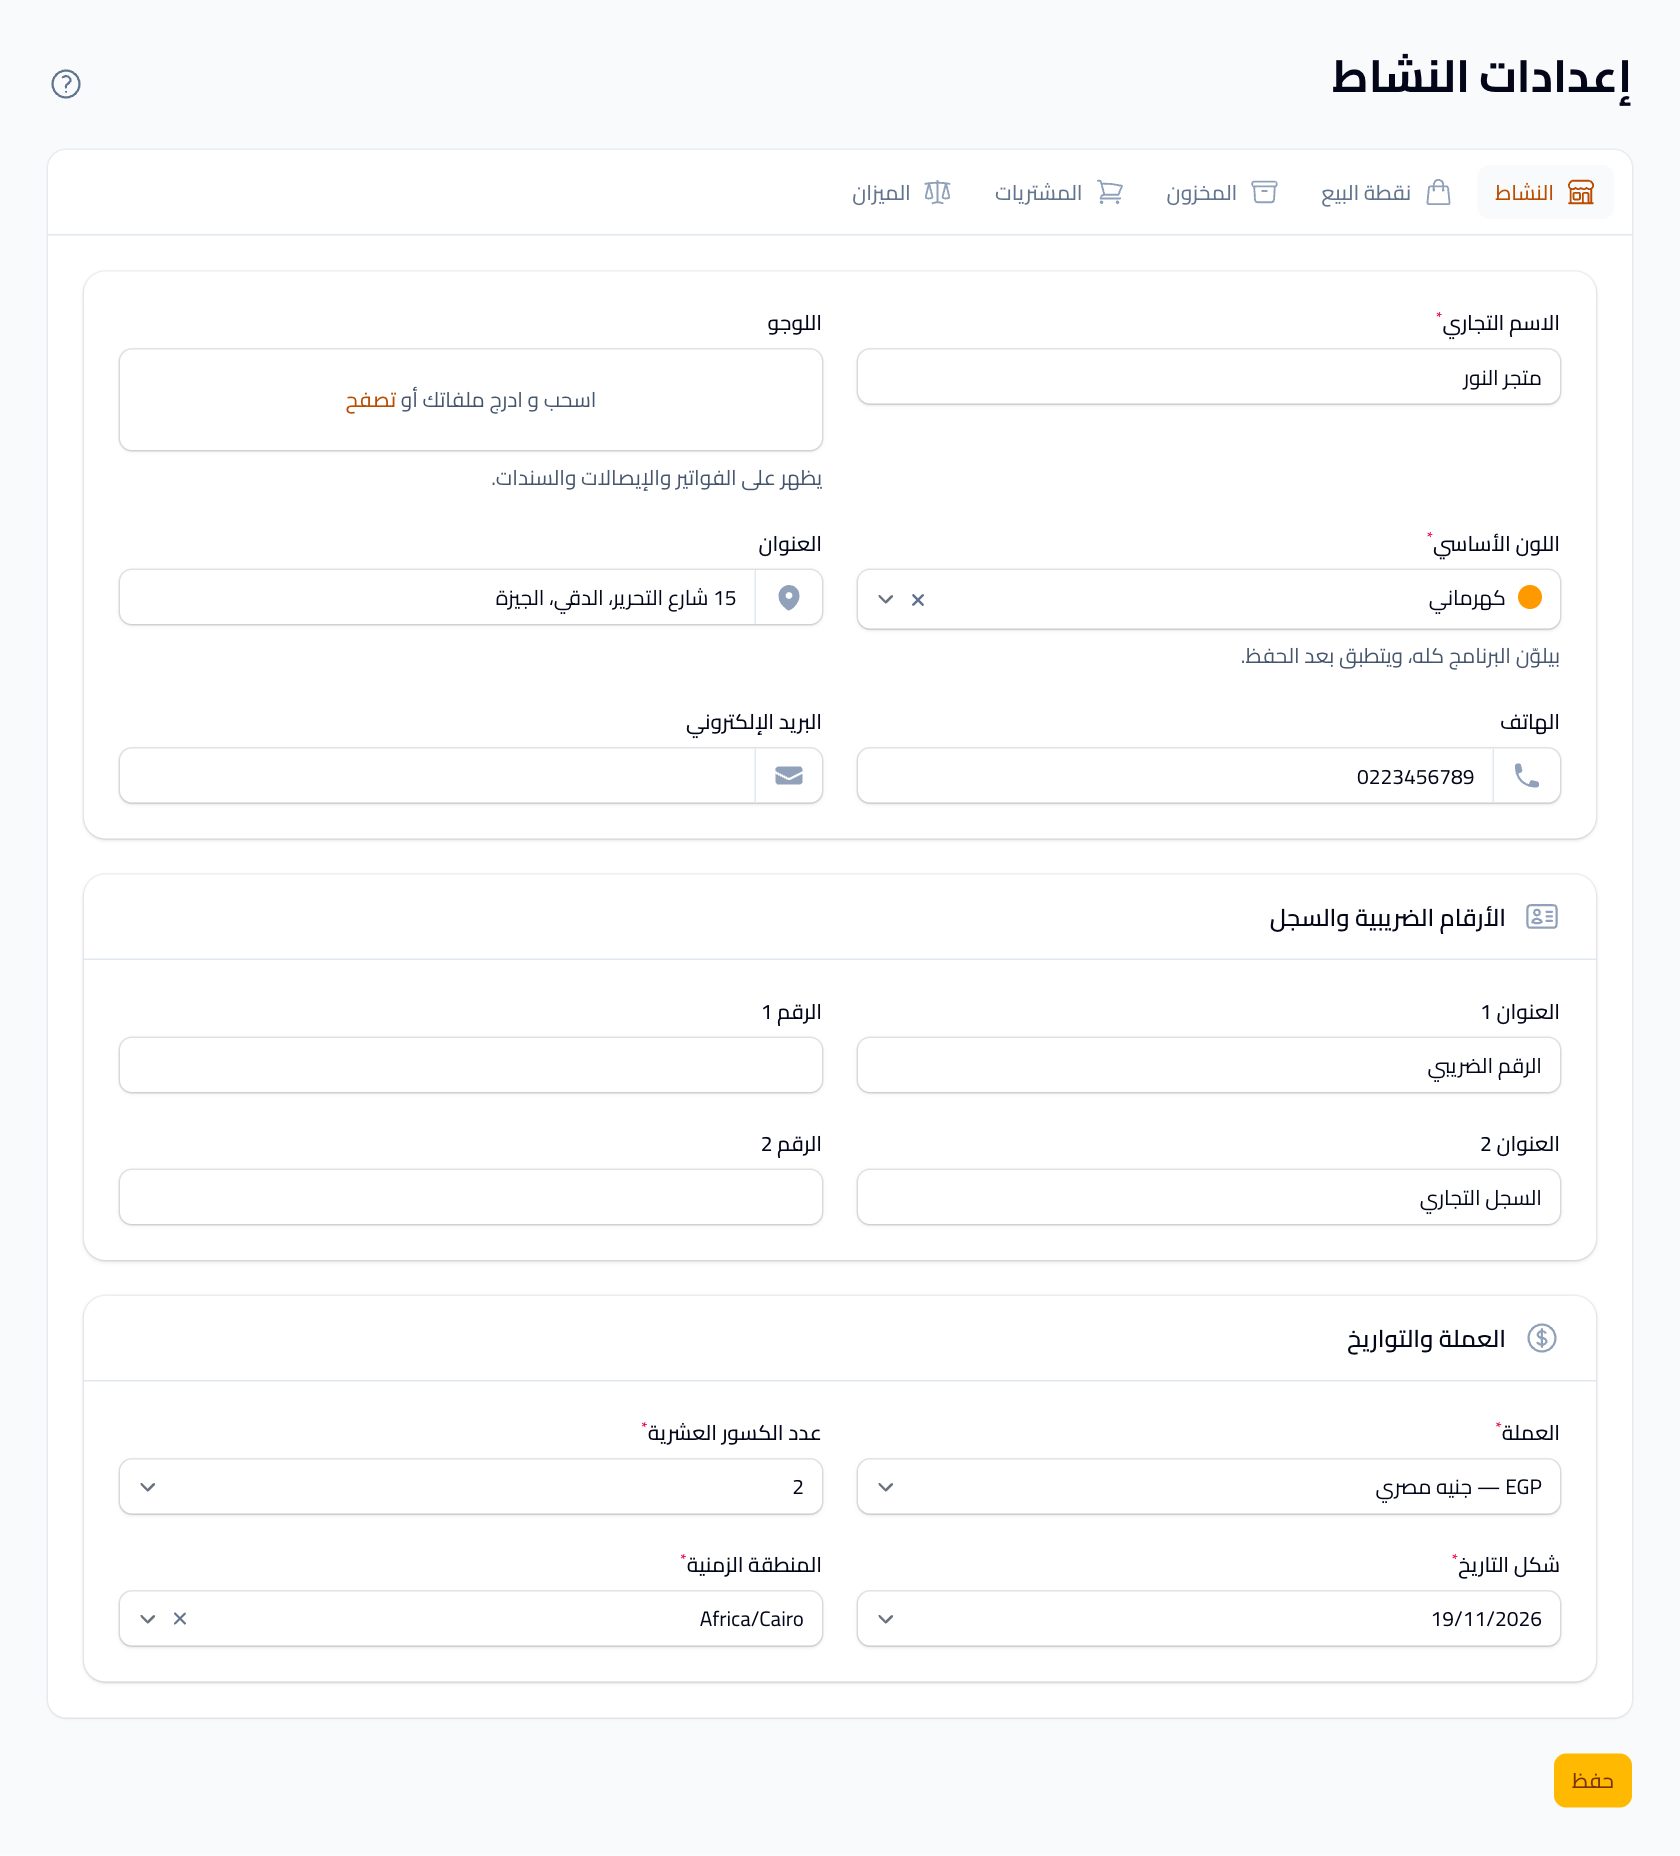 إعدادات النشاط
النشاط
نقطة البيع
المخزون
المشتريات
الميزان
الاسم التجاري*
متجر النور
اللوجو
اسحب و ادرج ملفاتك أو تصفح
يظهر على الفواتير والإيصالات والسندات.
اللون الأساسي*
كهرماني
بيلوّن البرنامج كله، ويتطبق بعد الحفظ.
العنوان
15 شارع التحرير، الدقي، الجيزة
الهاتف
0223456789
البريد الإلكتروني
الأرقام الضريبية والسجل
العنوان 1
الرقم الضريبي
الرقم 1
العنوان 2
السجل التجاري
الرقم 2
العملة والتواريخ
العملة*
EGP — جنيه مصري
عدد الكسور العشرية*
2
شكل التاريخ*
19/11/2026
المنطقة الزمنية*
Africa/Cairo
حفظ